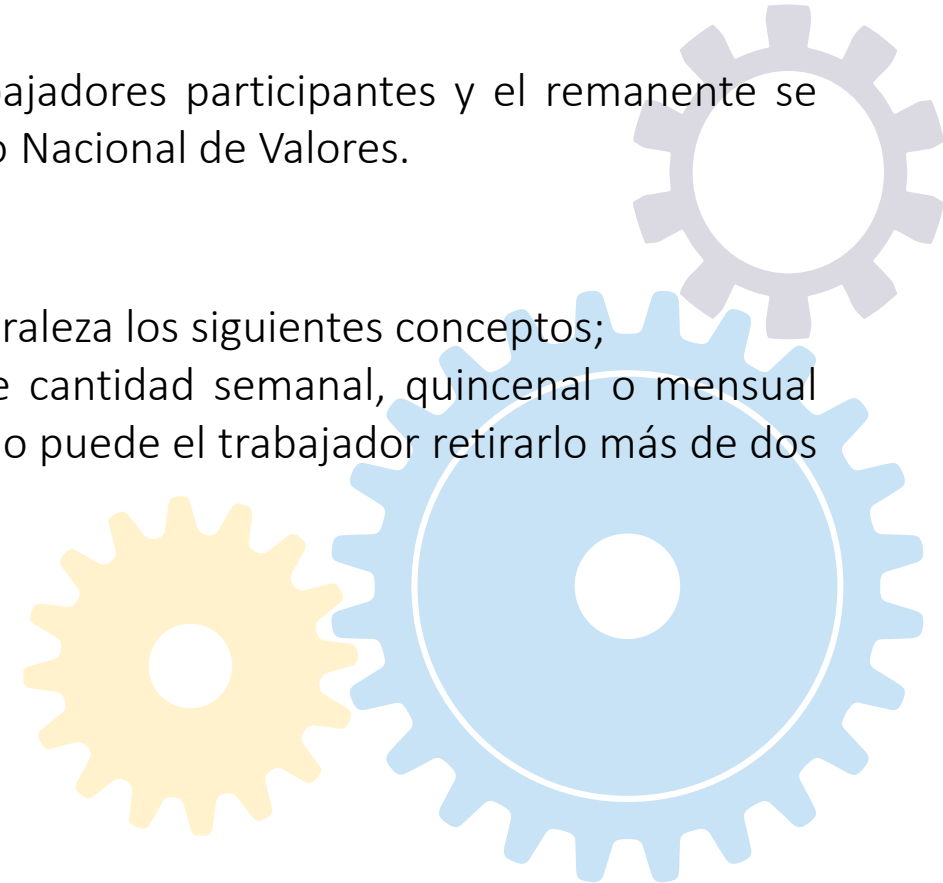 bajadores participantes y el remanente se
o Nacional de Valores.
raleza los siguientes conceptos;
e cantidad semanal, quincenal o mensual
o puede el trabajador retirarlo más de dos